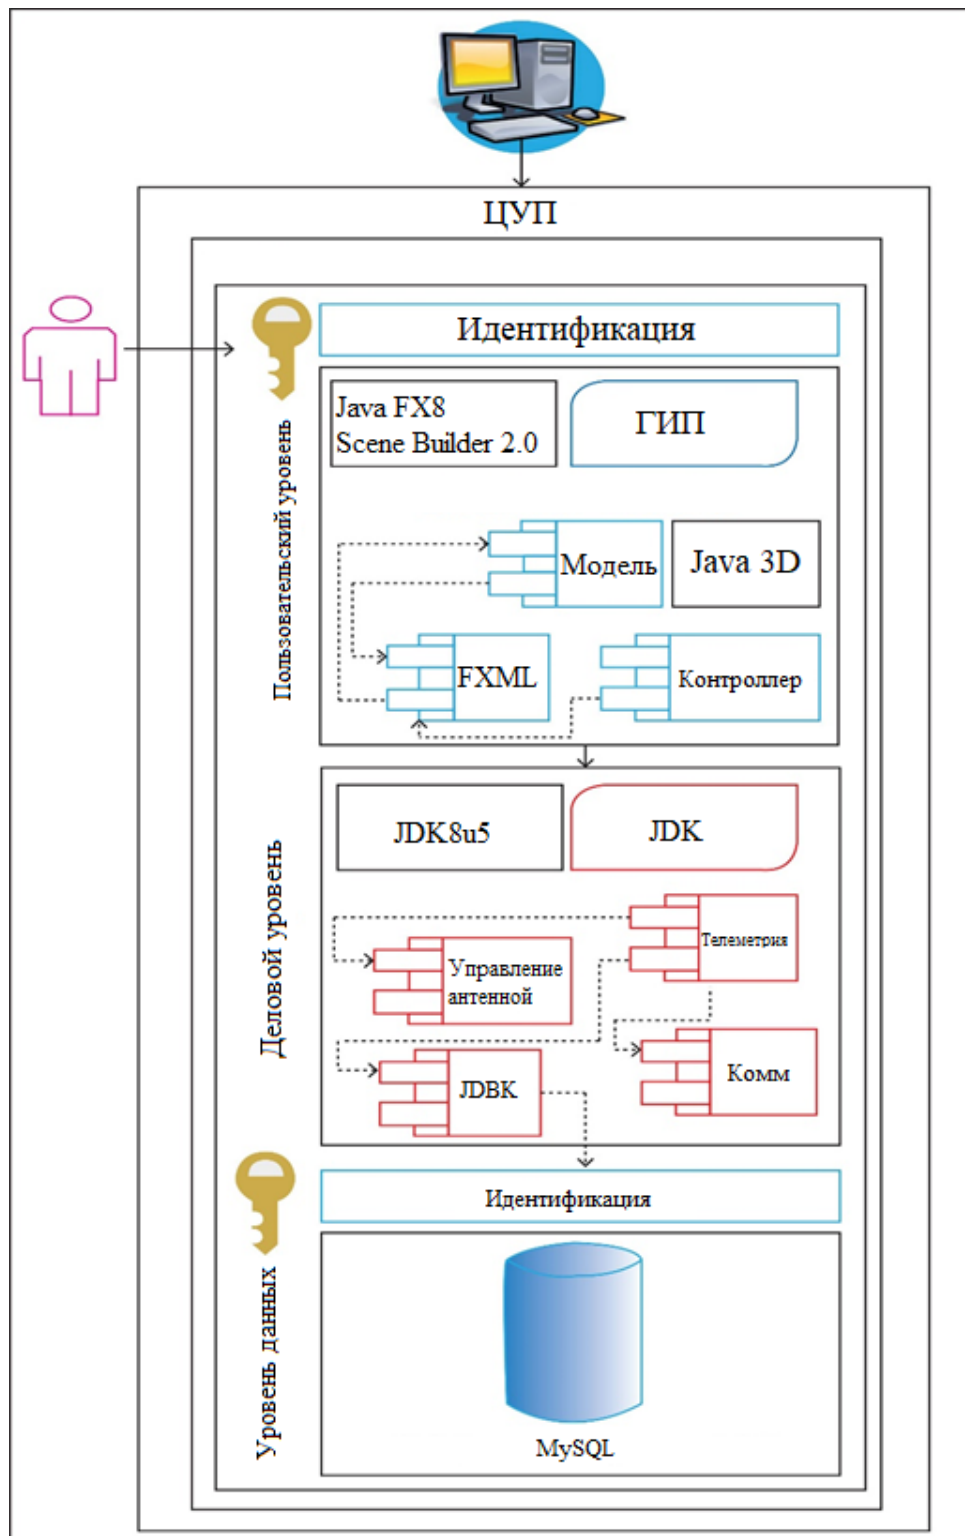 ЦУП
Идентификация
Java FX8
Scene Builder 2.0
ГИП
Пользовательский уровень
Модель
Java 3D
FXML
Контроллер
JDK8u5
JDK
Деловой уровень
Телеметрия
Управление
антенной
Комм
JDBK
Идентификация
Уровень данных
MySQL